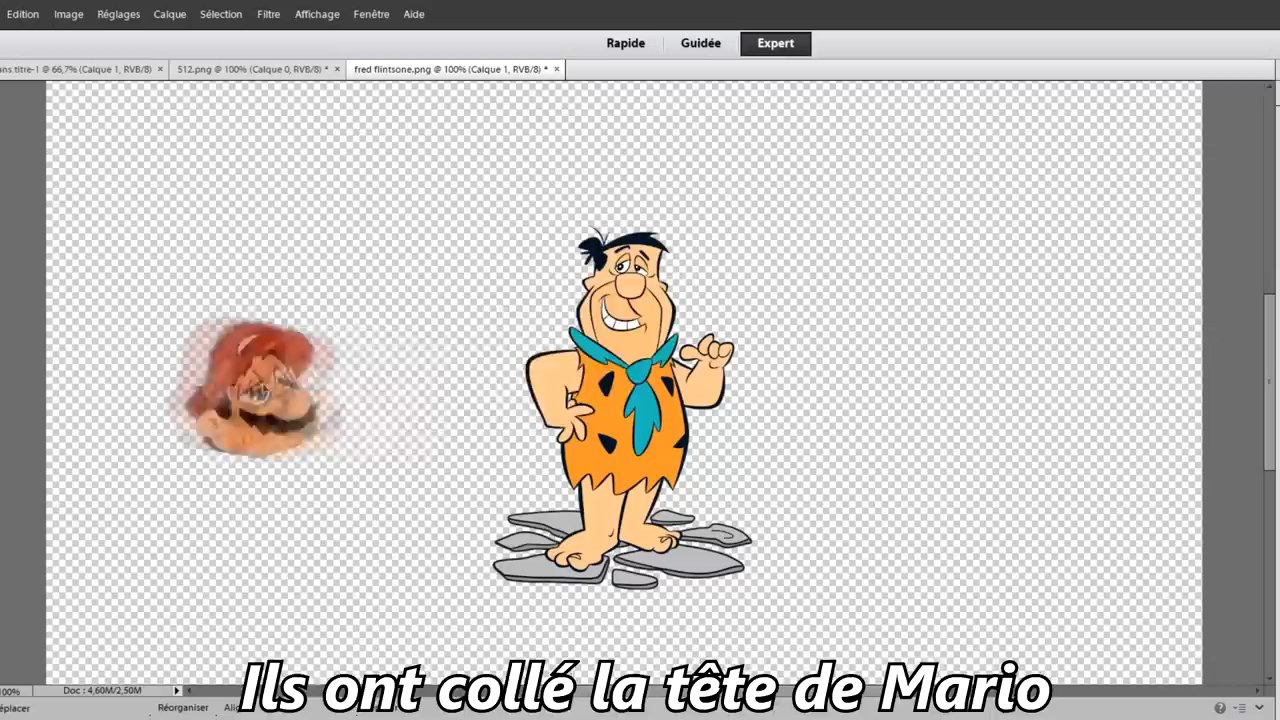 Edition Image Réglages Calque Sélection Filtre Affichage Fenêtre Aide
Rapide Guidée Expert
ans titre-1 @ 66,7% (Calque 1, RVB/8) × 512.png @ 100% (Calque 0, RVB/8) * × fred flintsone.png @ 100% (Calque 1, RVB/8) * ×
100% Doc : 4,60M/2,50M
éplacer Réorganiser
Ils ont collé la tête de Mario